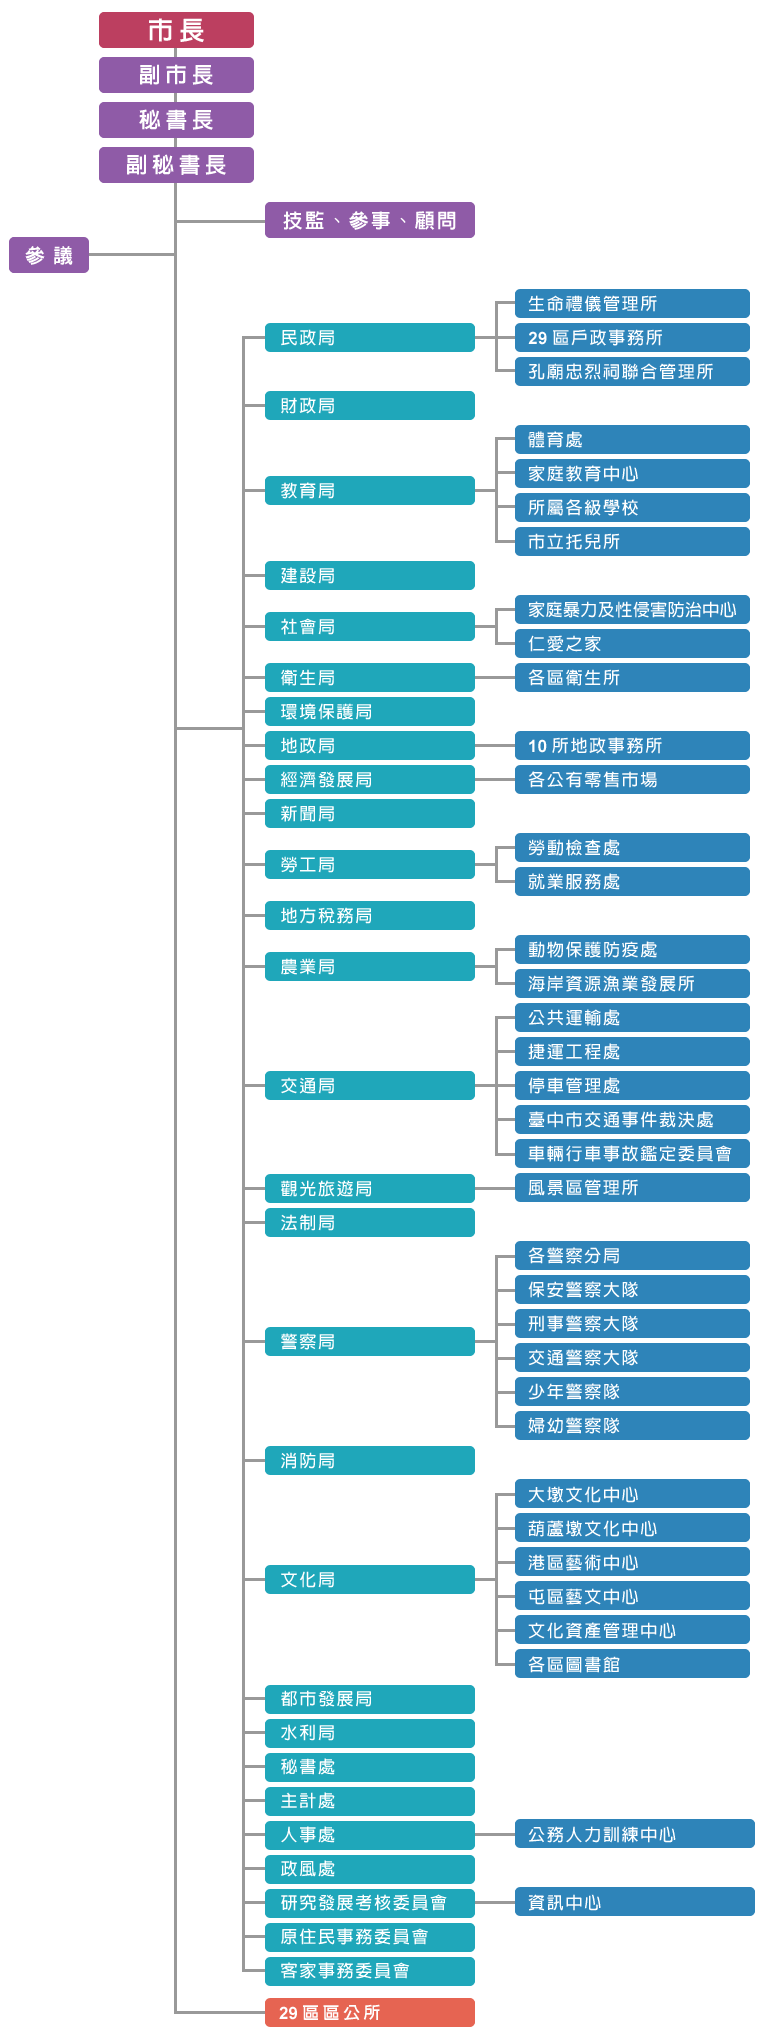 市長
副市長
秘書長
副秘書長
技監、參事、顧問
參議
民政局
生命禮儀管理所
29區戶政事務所
孔廟忠烈祠聯合管理所
財政局
教育局
體育處
家庭教育中心
所屬各級學校
市立托兒所
建設局
社會局
家庭暴力及性侵害防治中心
仁愛之家
衛生局
各區衛生所
環境保護局
地政局
10所地政事務所
經濟發展局
各公有零售市場
新聞局
勞工局
勞動檢查處
就業服務處
地方稅務局
農業局
動物保護防疫處
海岸資源漁業發展所
交通局
公共運輸處
捷運工程處
停車管理處
臺中市交通事件裁決處
車輛行車事故鑑定委員會
觀光旅遊局
風景區管理所
法制局
警察局
各警察分局
保安警察大隊
刑事警察大隊
交通警察大隊
少年警察隊
婦幼警察隊
消防局
文化局
大墩文化中心
葫蘆墩文化中心
港區藝術中心
屯區藝文中心
文化資產管理中心
各區圖書館
都市發展局
水利局
秘書處
主計處
人事處
公務人力訓練中心
政風處
研究發展考核委員會
資訊中心
原住民事務委員會
客家事務委員會
29區區公所